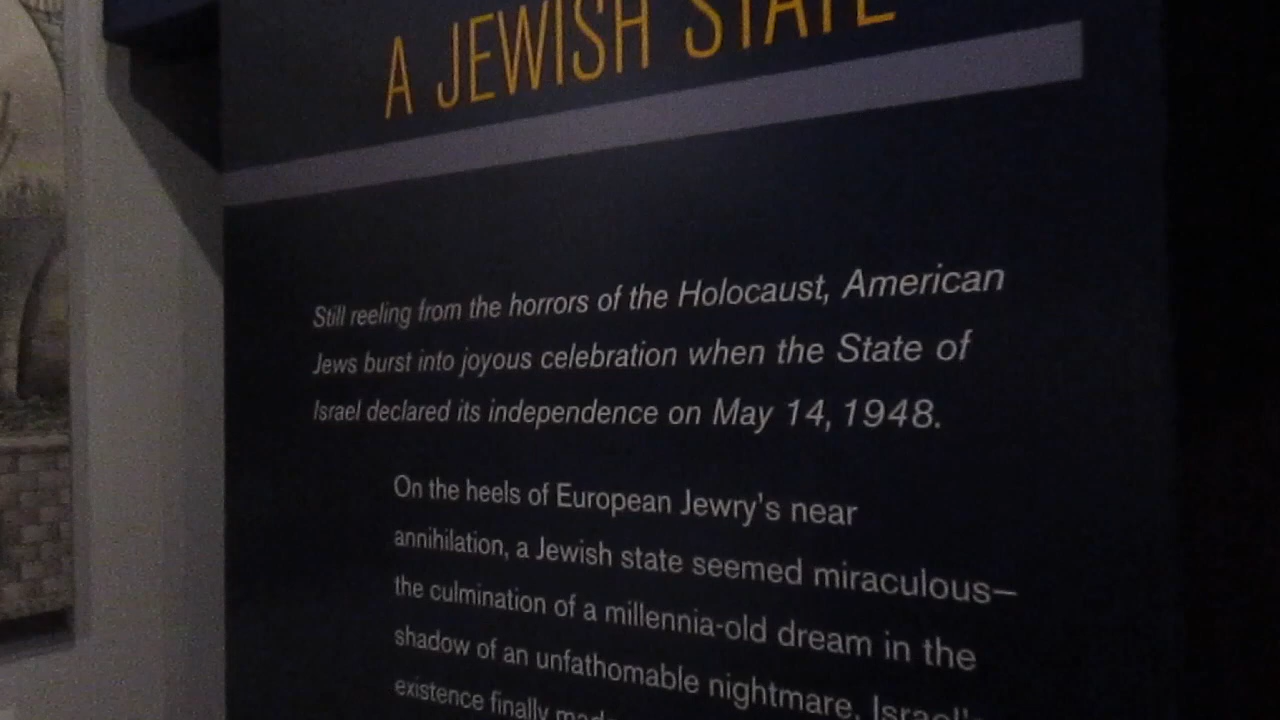 A JEWISH STATE
Still reeling from the horrors of the Holocaust, American
Jews burst into joyous celebration when the State of
Israel declared its independence on May 14, 1948.
On the heels of European Jewry's near
annihilation, a Jewish state seemed miraculous—
the culmination of a millennia-old dream in the
shadow of an unfathomable nightmare. Israel's
existence finally made